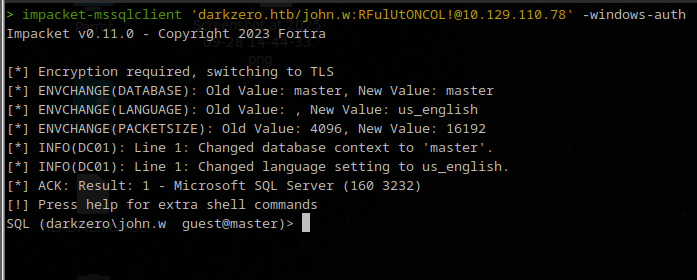 > impacket-mssqlclient 'darkzero.htb/john.w:RFulUtONCOL!@10.129.110.78' -windows-auth
Impacket v0.11.0 - Copyright 2023 Fortra
[*] Encryption required, switching to TLS
[*] ENVCHANGE(DATABASE): Old Value: master, New Value: master
[*] ENVCHANGE(LANGUAGE): Old Value: , New Value: us_english
[*] ENVCHANGE(PACKETSIZE): Old Value: 4096, New Value: 16192
[*] INFO(DC01): Line 1: Changed database context to 'master'.
[*] INFO(DC01): Line 1: Changed language setting to us_english.
[*] ACK: Result: 1 - Microsoft SQL Server (160 3232)
[!] Press help for extra shell commands
SQL (darkzero\john.w  guest@master)>